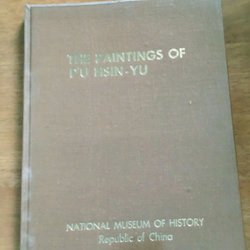 THE PAINTINGS OF
P'U HSIN-YU
NATIONAL MUSEUM OF HISTORY
Republic of China